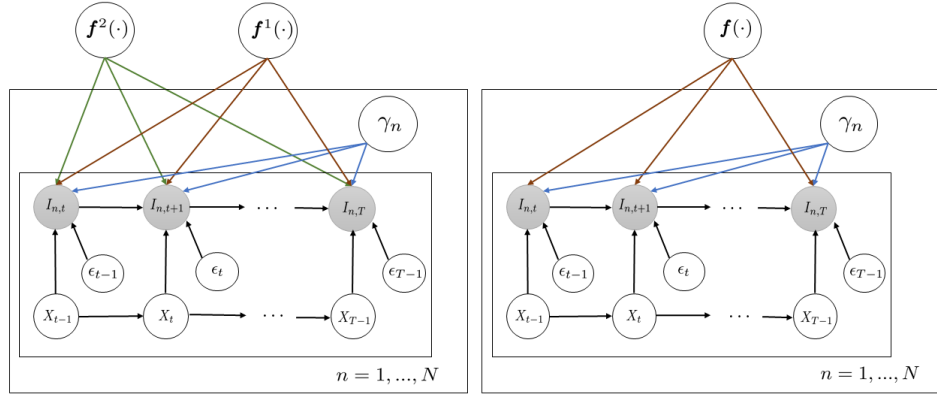 f²(·) f¹(·)
γₙ
Iₙ,ₜ Iₙ,ₜ₊₁ · · · Iₙ,T
ϵₜ₋₁ ϵₜ ϵT₋₁
Xₜ₋₁ Xₜ · · · XT₋₁
n = 1, ..., N
f(·)
γₙ
Iₙ,ₜ Iₙ,ₜ₊₁ · · · Iₙ,T
ϵₜ₋₁ ϵₜ ϵT₋₁
Xₜ₋₁ Xₜ · · · XT₋₁
n = 1, ..., N